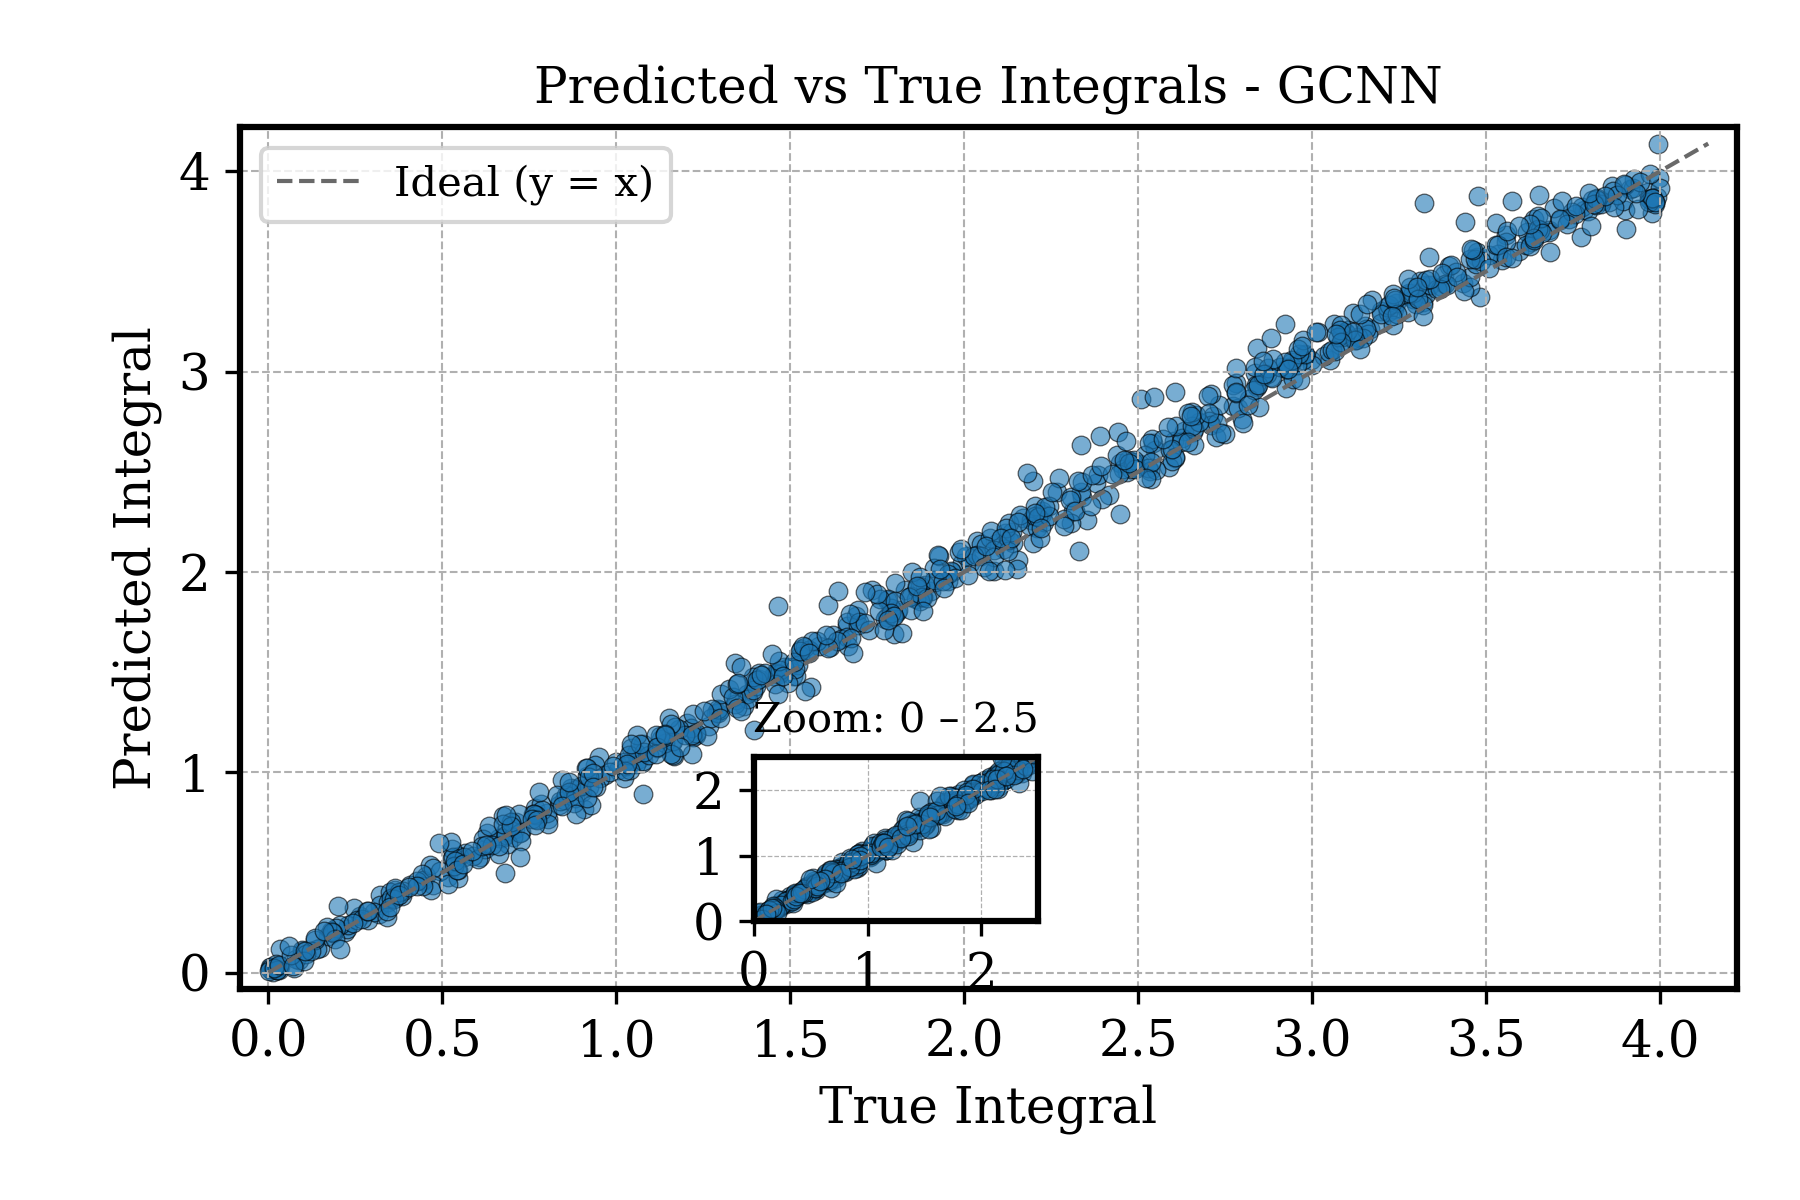 Predicted vs True Integrals - GCNN
Ideal (y = x)
4
3
2
1
0
Predicted Integral
Zoom: 0 – 2.5
2
1
0
0 1 2
0.0 0.5 1.0 1.5 2.0 2.5 3.0 3.5 4.0
True Integral